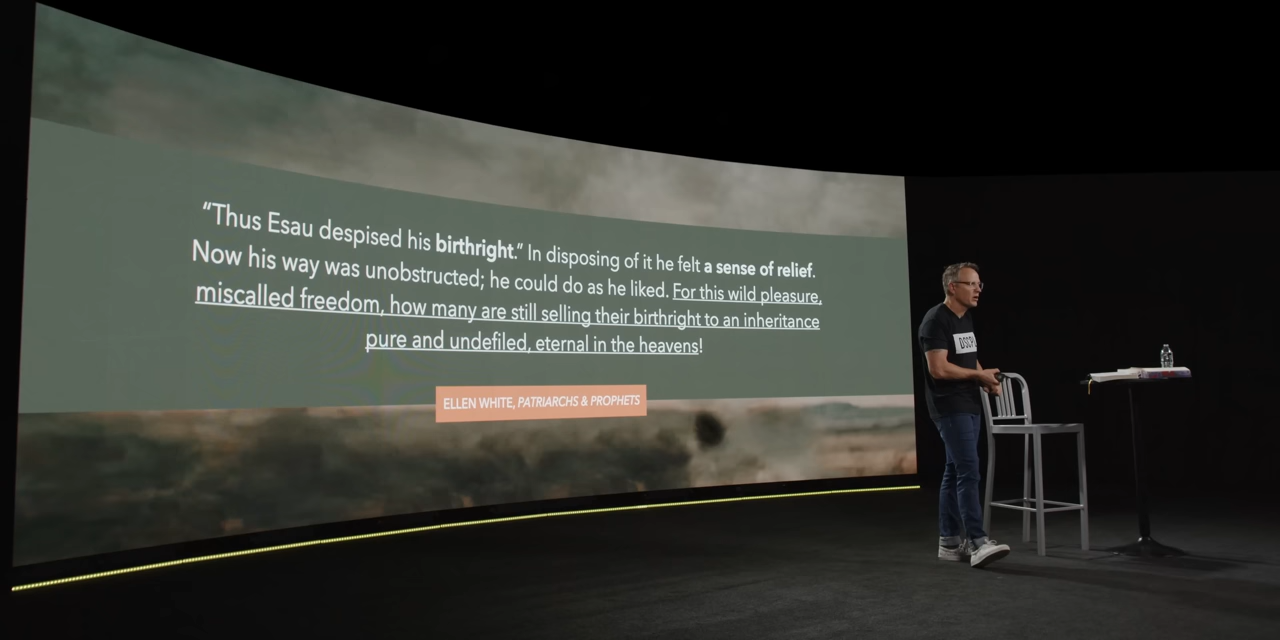 “Thus Esau despised his birthright.” In disposing of it he felt a sense of relief.
Now his way was unobstructed; he could do as he liked. For this wild pleasure,
miscalled freedom, how many are still selling their birthright to an inheritance
pure and undefiled, eternal in the heavens!
ELLEN WHITE, PATRIARCHS & PROPHETS